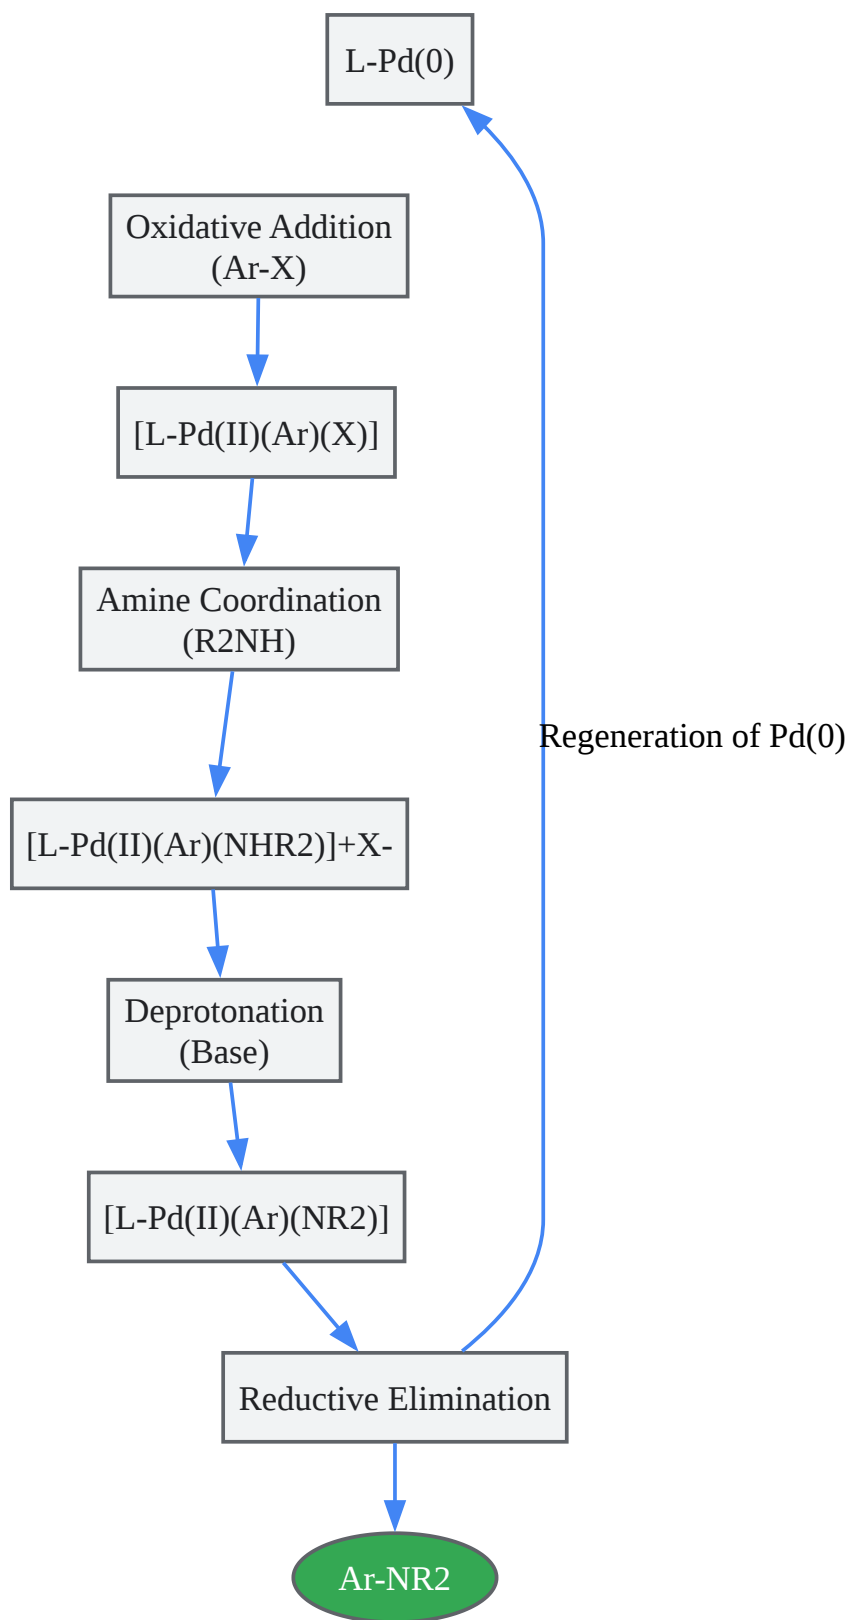 L-Pd(0)
Oxidative Addition
(Ar-X)
[L-Pd(II)(Ar)(X)]
Amine Coordination
(R2NH)
Regeneration of Pd(0)
[L-Pd(II)(Ar)(NHR2)]+X-
Deprotonation
(Base)
[L-Pd(II)(Ar)(NR2)]
Reductive Elimination
Ar-NR2